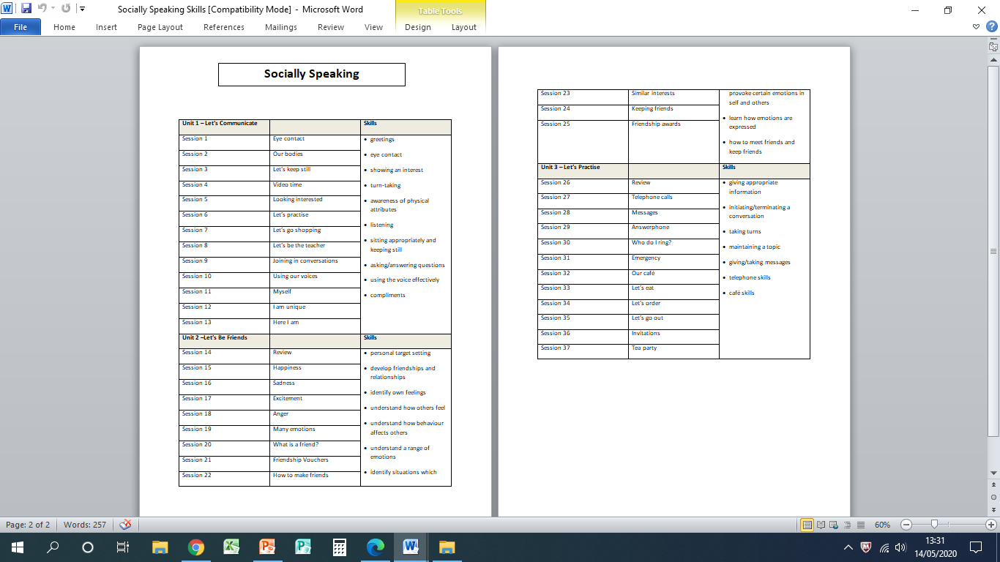 Socially Speaking Skills [Compatibility Mode] - Microsoft Word
Table Tools
File Home Insert Page Layout References Mailings Review View Design Layout
Socially Speaking
Unit 1 – Let's Communicate Skills
Session 1 Eye contact
Session 2 Our bodies
Session 3 Let's keep still
Session 4 Video time
Session 5 Looking interested
Session 6 Let's practise
Session 7 Let's go shopping
Session 8 Let's be the teacher
Session 9 Joining in conversations
Session 10 Using our voices
Session 11 Myself
Session 12 I am unique
Session 13 Here I am
• greetings
• eye contact
• showing an interest
• turn-taking
• awareness of physical
attributes
• listening
• sitting appropriately and
keeping still
• asking/answering questions
• using the voice effectively
• compliments
Unit 2 –Let's Be Friends Skills
Session 14 Review
Session 15 Happiness
Session 16 Sadness
Session 17 Excitement
Session 18 Anger
Session 19 Many emotions
Session 20 What is a friend?
Session 21 Friendship Vouchers
Session 22 How to make friends
• personal target setting
• develop friendships and
relationships
• identify own feelings
• understand how others feel
• understand how behaviour
affects others
• understand a range of
emotions
• identify situations which
Session 23 Similar interests
Session 24 Keeping friends
Session 25 Friendship awards
provoke certain emotions in
self and others
• learn how emotions are
expressed
• how to meet friends and
keep friends
Unit 3 – Let's Practise Skills
Session 26 Review
Session 27 Telephone calls
Session 28 Messages
Session 29 Answerphone
Session 30 Who do I ring?
Session 31 Emergency
Session 32 Our café
Session 33 Let's eat
Session 34 Let's order
Session 35 Let's go out
Session 36 Invitations
Session 37 Tea party
• giving appropriate
information
• initiating/terminating a
conversation
• taking turns
• maintaining a topic
• giving/taking messages
• telephone skills
• café skills
Page: 2 of 2 Words: 257 60%
13:31
14/05/2020